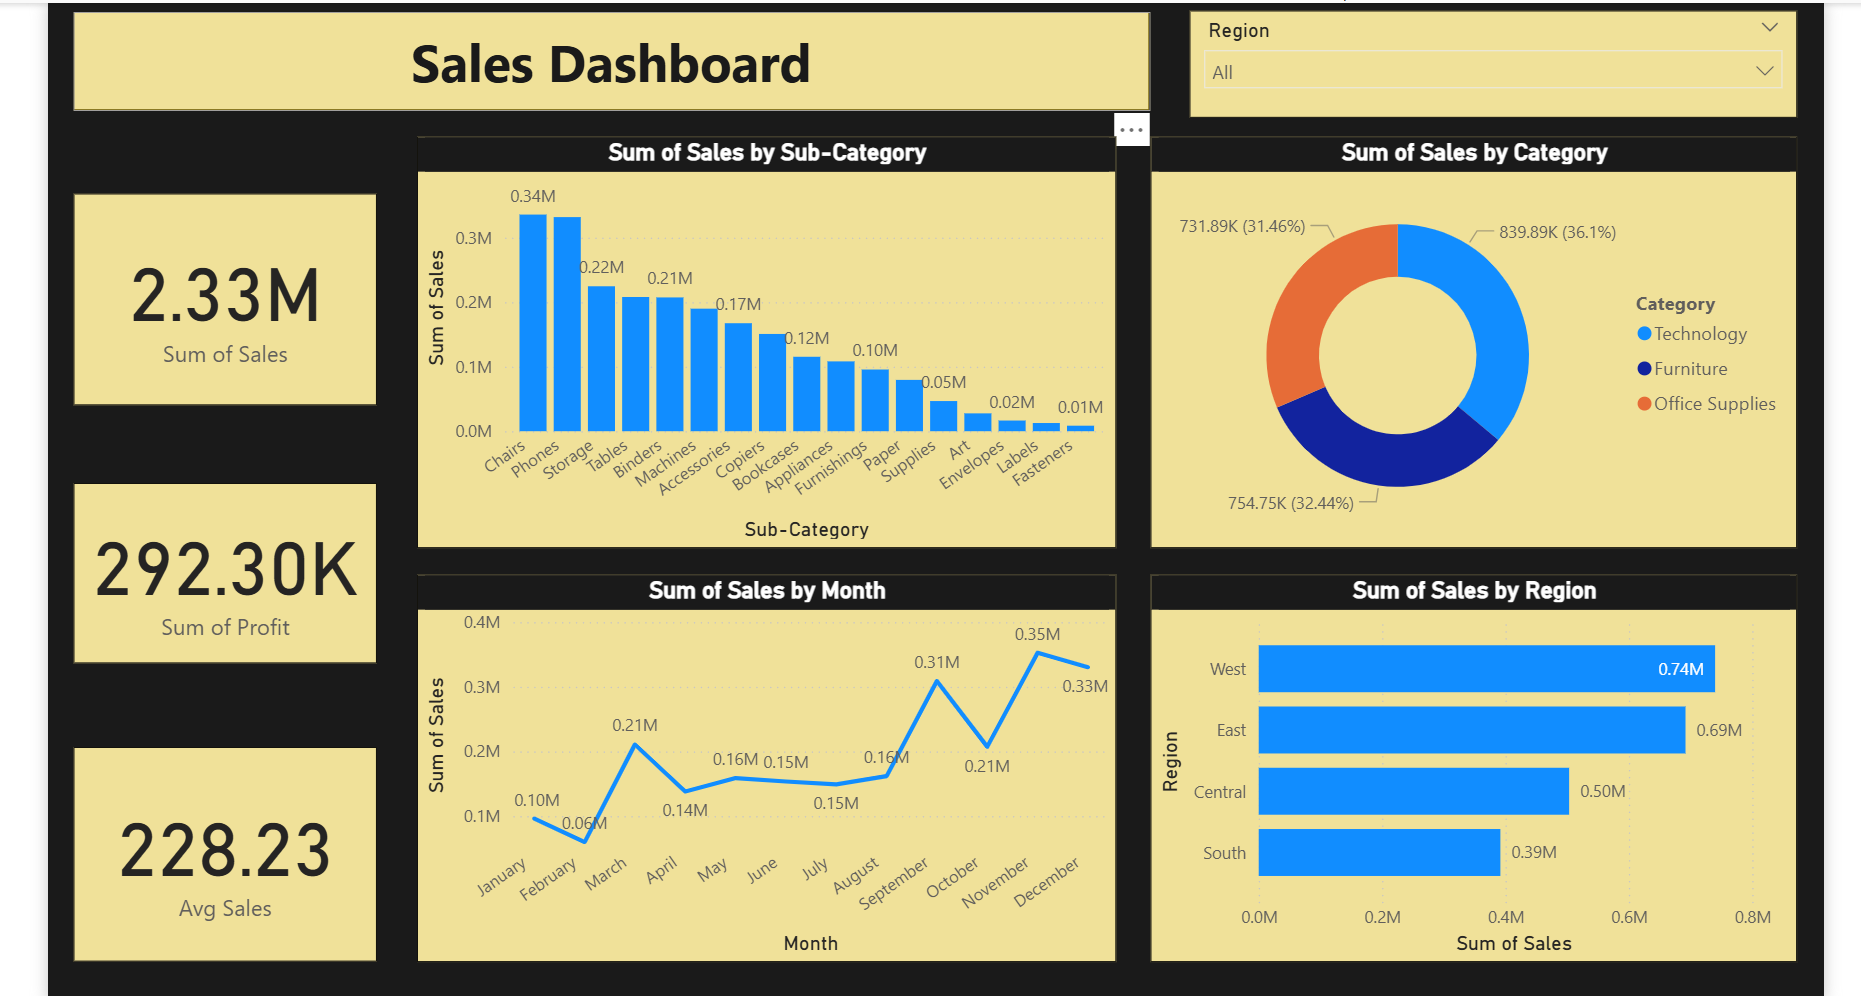 Sales Dashboard
Region
All
2.33M
Sum of Sales
292.30K
Sum of Profit
228.23
Avg Sales
Sum of Sales by Sub-Category
Sum of Sales
0.3M
0.2M
0.1M
0.0M
0.34M
0.22M
0.21M
0.17M
0.12M
0.10M
0.05M
0.02M
0.01M
Chairs
Phones
Storage
Tables
Binders
Machines
Accessories
Copiers
Bookcases
Appliances
Furnishings
Paper
Supplies
Art
Envelopes
Labels
Fasteners
Sub-Category
Sum of Sales by Category
731.89K (31.46%)
839.89K (36.1%)
754.75K (32.44%)
Category
Technology
Furniture
Office Supplies
Sum of Sales by Month
Sum of Sales
0.4M
0.3M
0.2M
0.1M
0.10M
0.06M
0.21M
0.14M
0.16M
0.15M
0.15M
0.16M
0.31M
0.21M
0.35M
0.33M
January
February
March
April
May
June
July
August
September
October
November
December
Month
Sum of Sales by Region
Region
West
0.74M
East
0.69M
Central
0.50M
South
0.39M
0.0M
0.2M
0.4M
0.6M
0.8M
Sum of Sales